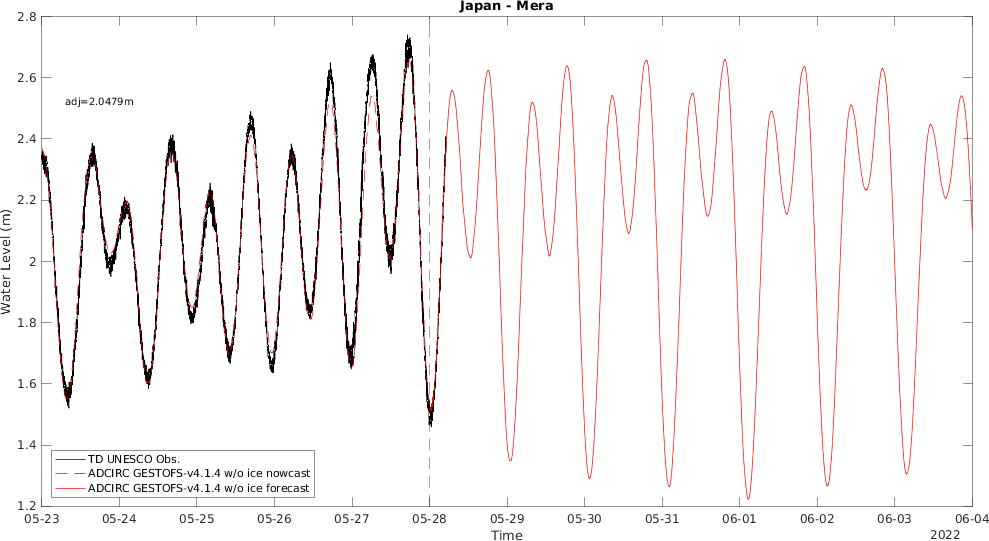 Japan - Mera
2.8
2.6
adj=2.0479m
2.4
2.2
Water Level (m)
2
1.8
1.6
1.4
TD UNESCO Obs.
ADCIRC GESTOFS-v4.1.4 w/o ice nowcast
ADCIRC GESTOFS-v4.1.4 w/o ice forecast
1.2
05-23 05-24 05-25 05-26 05-27 05-28 05-29 05-30 05-31 06-01 06-02 06-03 06-04
Time
2022